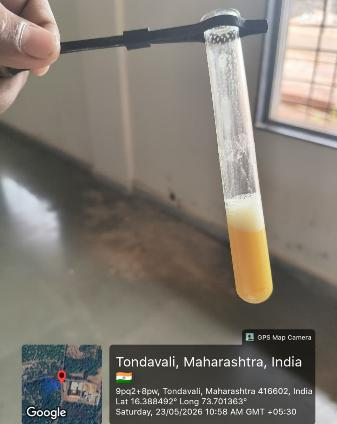 GPS Map Camera
Tondavali, Maharashtra, India
9pq2+8pw, Tondavali, Maharashtra 416602, India
Lat 16.388492° Long 73.701363°
Saturday, 23/05/2026 10:58 AM GMT +05:30
Google